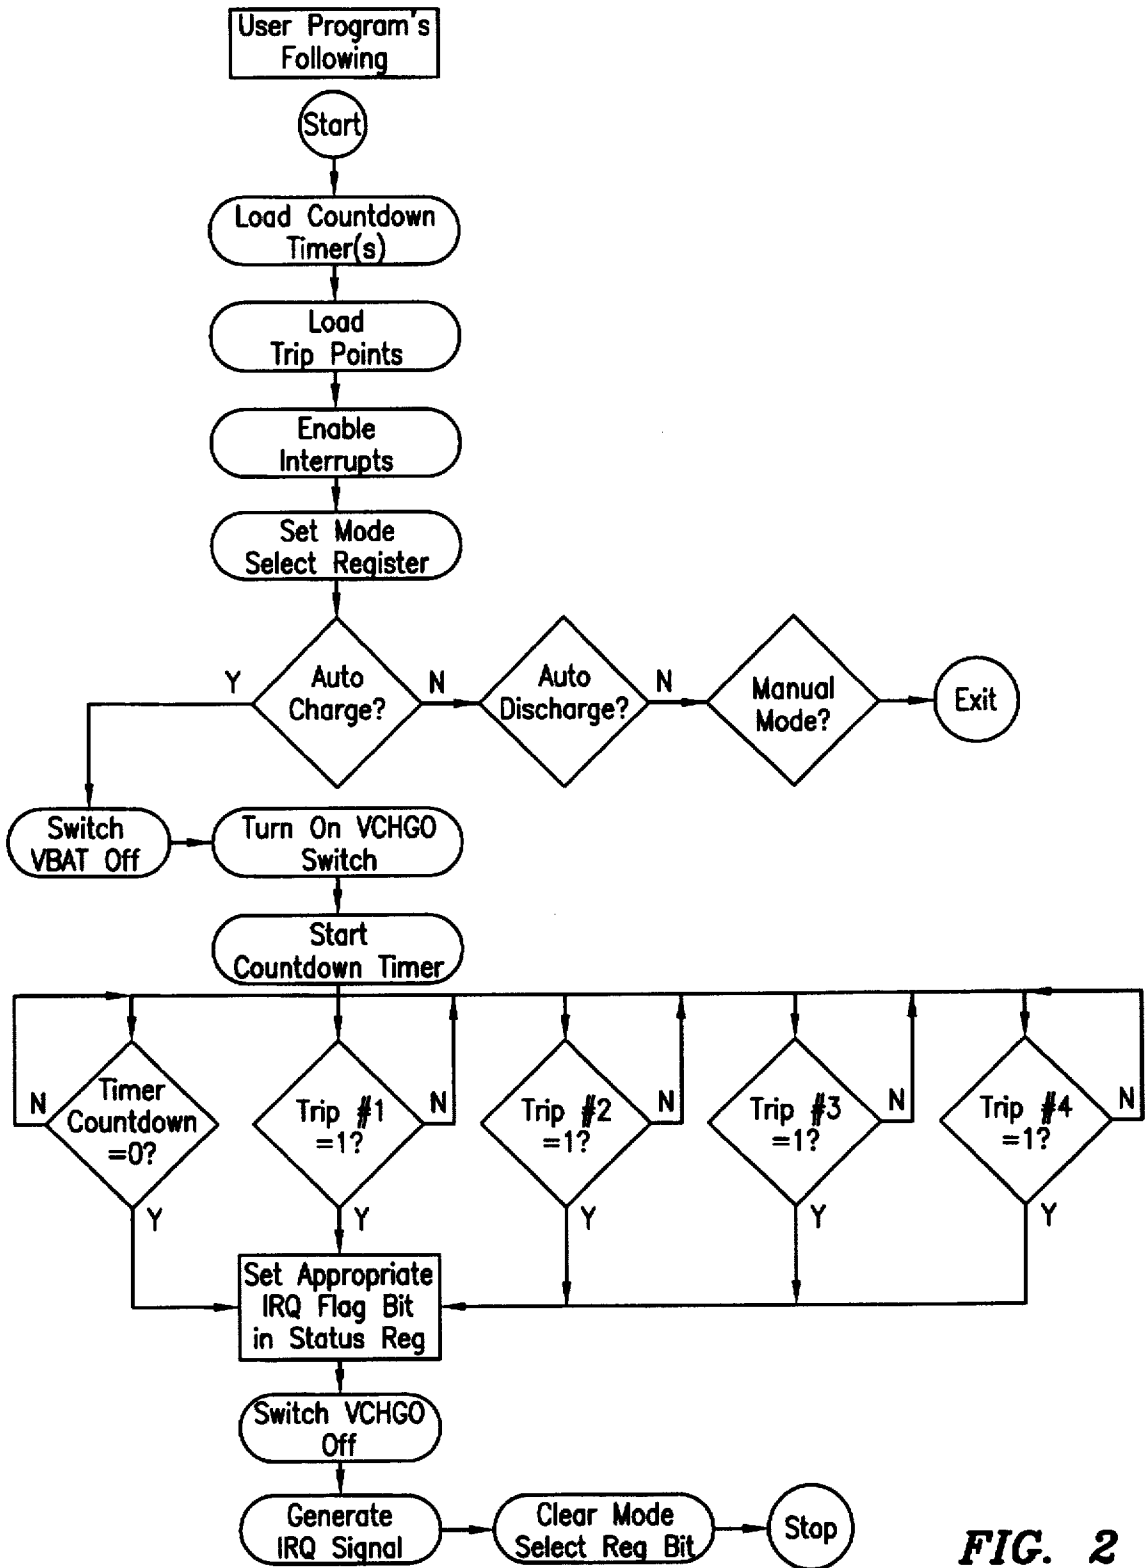 User Program's
Following
Start
Load Countdown
Timer(s)
Load
Trip Points
Enable
Interrupts
Set Mode
Select Register
Y
Auto
Charge?
N
Auto
Discharge?
N
Manual
Mode?
Exit
Switch
VBAT Off
Turn On VCHGO
Switch
Start
Countdown Timer
N
Timer
Countdown
=0?
Y
Trip #1
=1?
N
Y
Trip #2
=1?
N
Y
Trip #3
=1?
N
Y
Trip #4
=1?
N
Y
Set Appropriate
IRQ Flag Bit
in Status Reg
Switch VCHGO
Off
Generate
IRQ Signal
Clear Mode
Select Reg Bit
Stop
FIG. 2